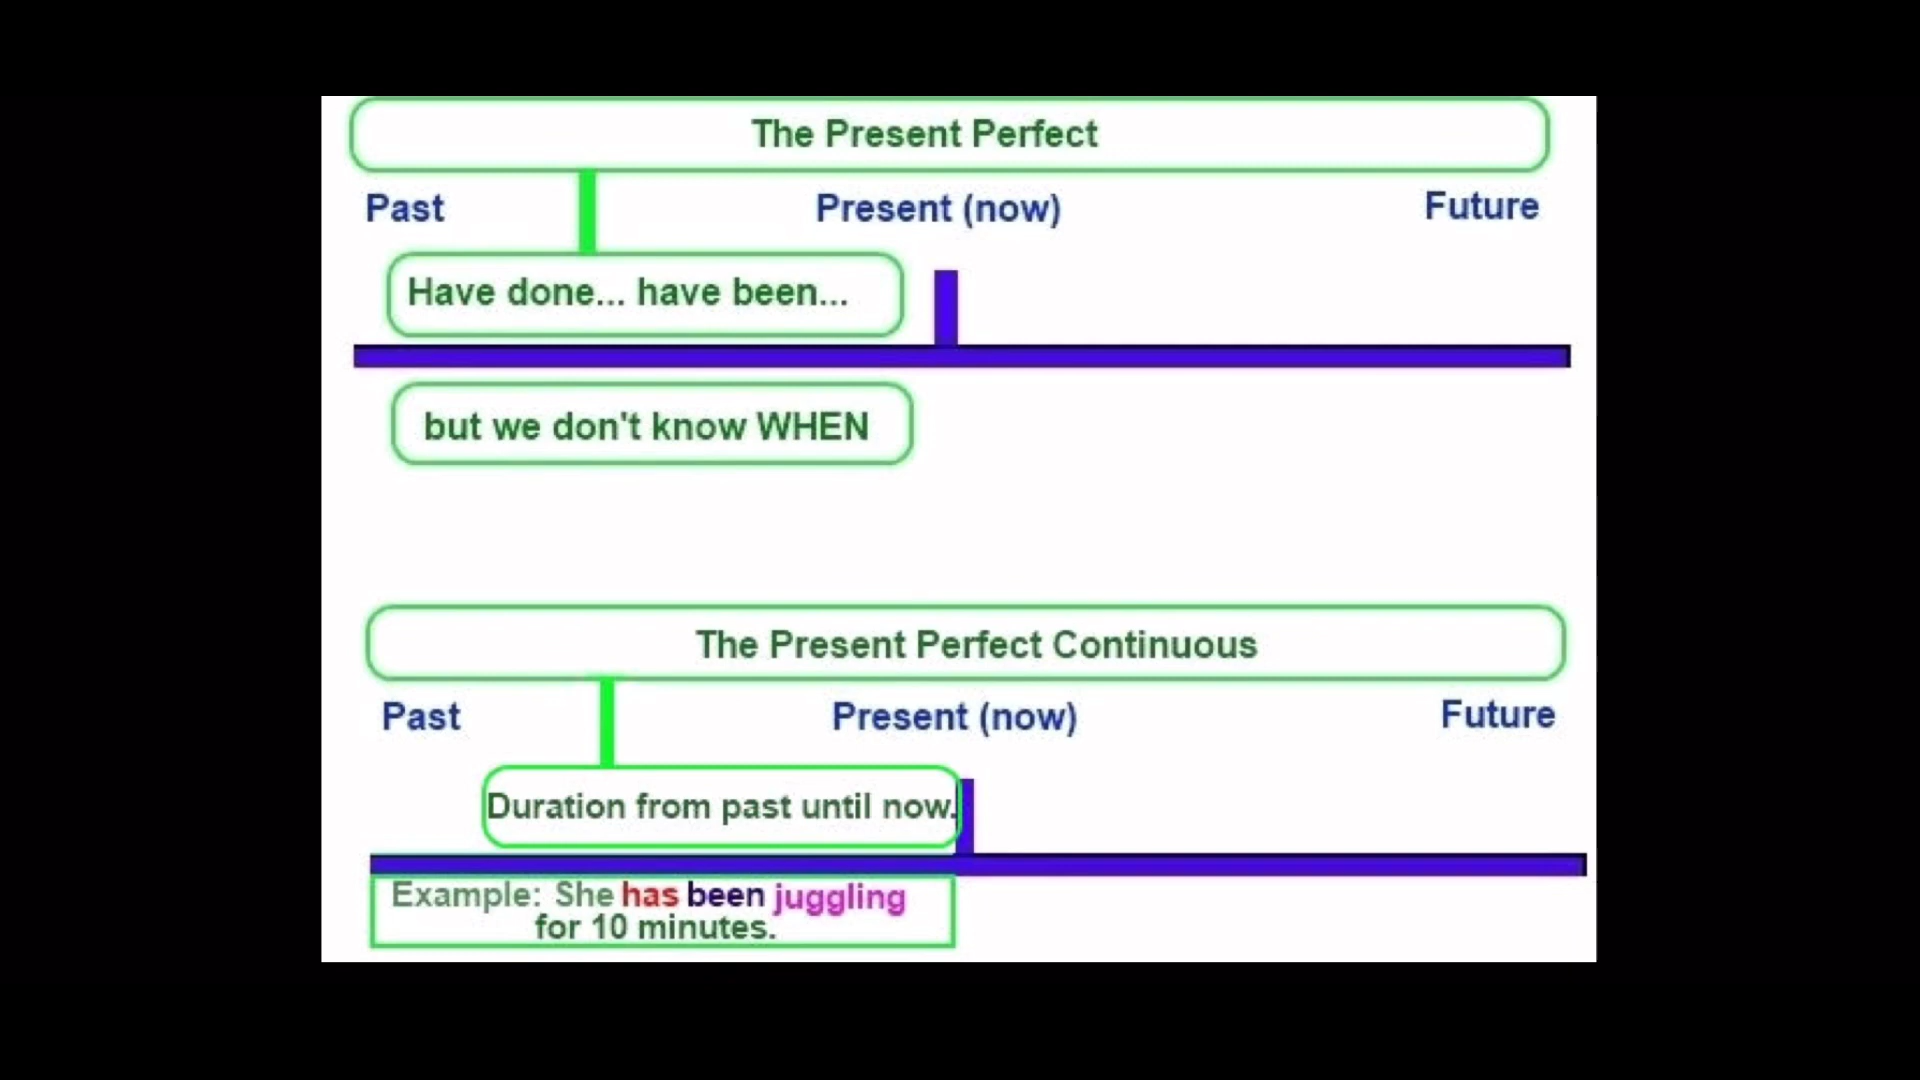 The Present Perfect
Past Present (now) Future
Have done... have been...
but we don't know WHEN
The Present Perfect Continuous
Past Present (now) Future
Duration from past until now.
Example: She has been juggling
for 10 minutes.